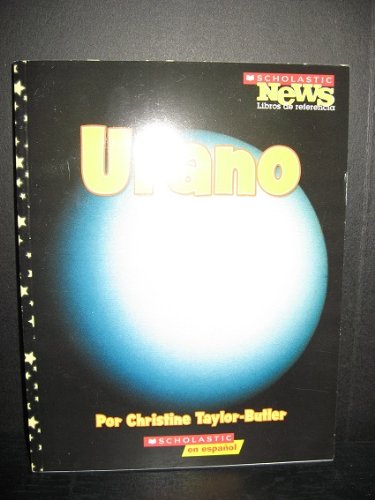 SCHOLASTIC
News
Libros de referencia
Urano
Por Christine Taylor-Butler
SCHOLASTIC
en español